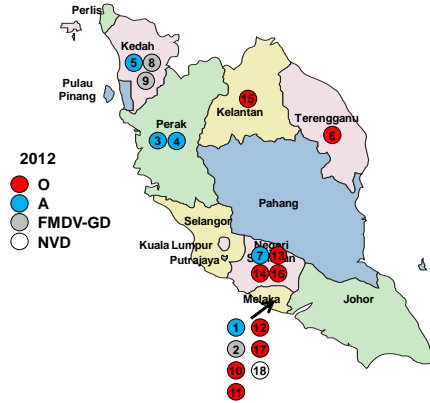 Perlis
Kedah
5 8
9
Pulau
Pinang
Perak
3 4
15
Kelantan
Terengganu
6
2012
O
A
FMDV-GD
NVD
Pahang
Selangor
Kuala Lumpur
Putrajaya
Negeri
7 13
14 16
Melaka
Johor
1 12
2 17
10 18
11